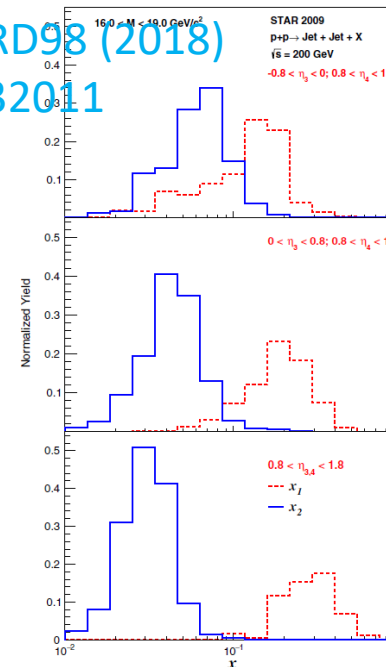 RD98 (2018)
32011
16.0 < M < 19.0 GeV/c²
STAR 2009
p+p→ Jet + Jet + X
√s = 200 GeV
-0.8 < η₃ < 0; 0.8 < η₄ < 1
0.5
0.4
0.3
0.2
0.1
0 < η₃ < 0.8; 0.8 < η₄ < 1
0.5
0.4
0.3
0.2
0.1
Normalized Yield
0.8 < η₃,₄ < 1.8
x₁
x₂
0.5
0.4
0.3
0.2
0.1
0
10⁻²
10⁻¹
x